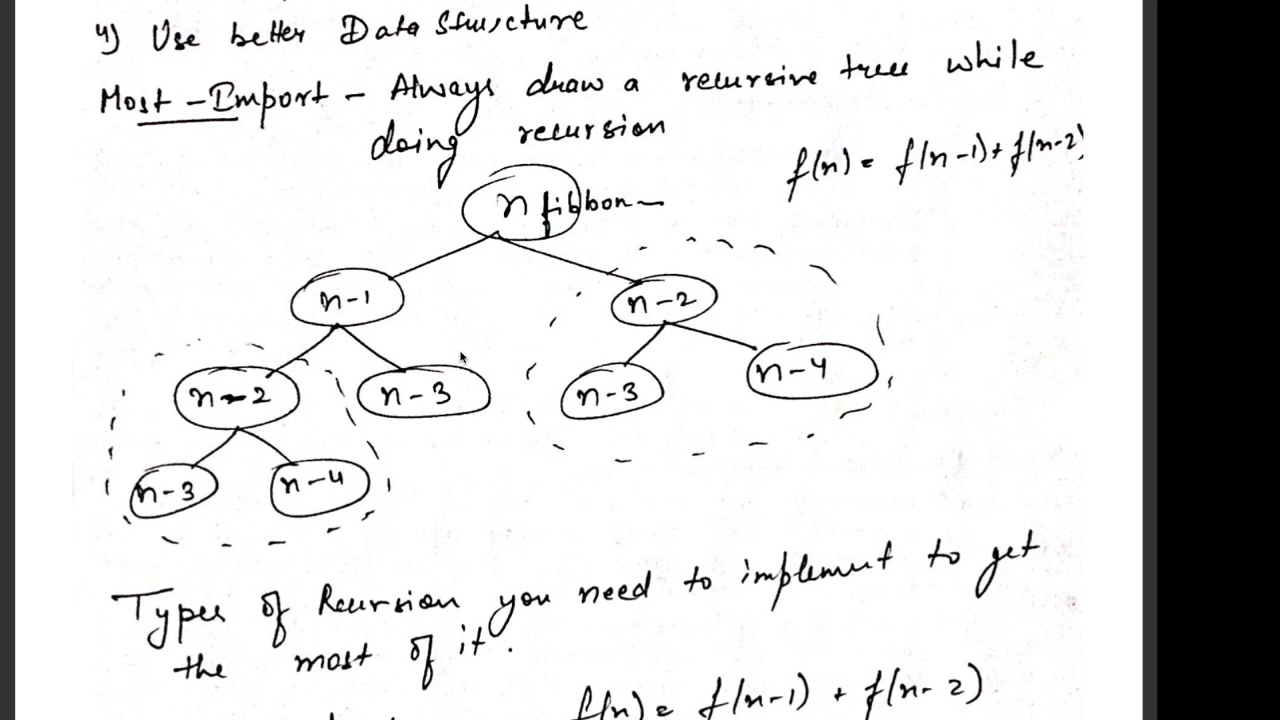 4) Use better Data Structure
Most - Import - Always draw a recursive tree while
doing recursion
f(n) = f(n-1) + f(n-2)
n fibbon
n-1
n-2
n-2
n-3
n-3
n-4
n-3
n-4
Types of Recursion you need to implement to get
the most of it.
f(n) = f(n-1) + f(n-2)